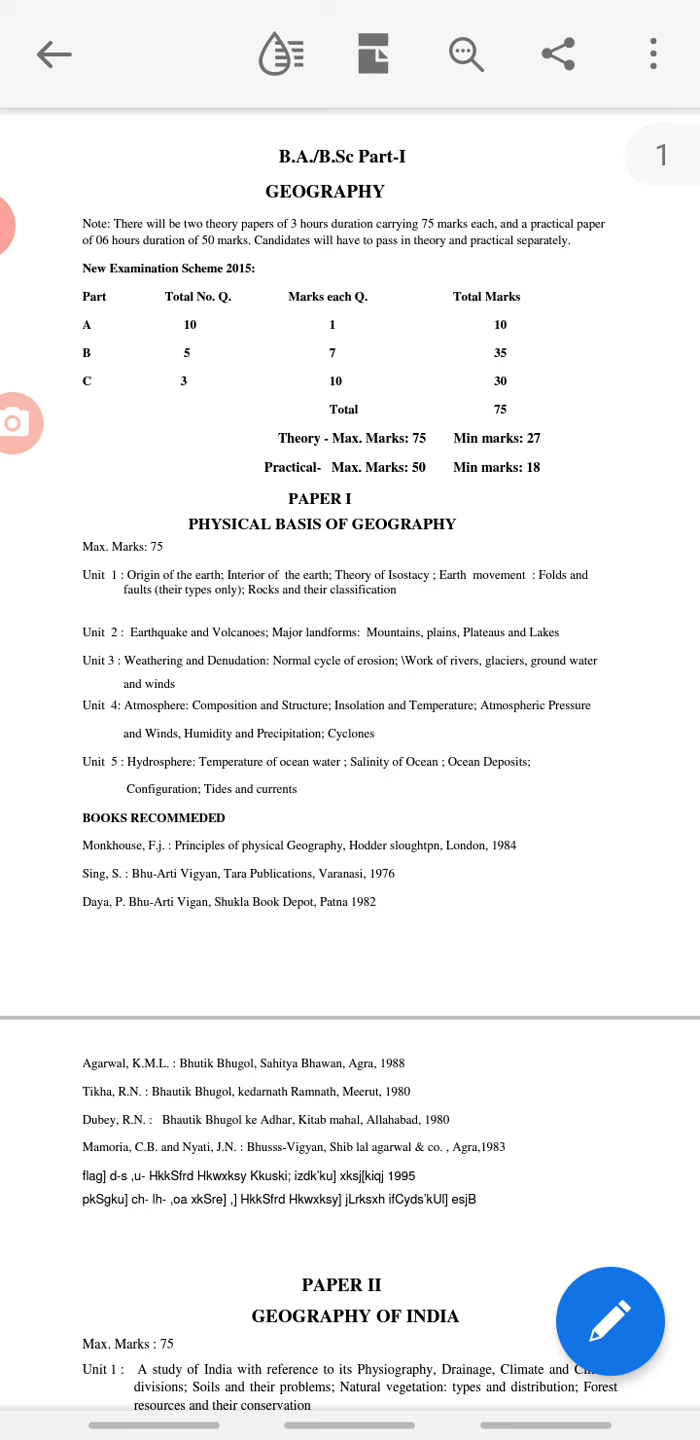 1
B.A./B.Sc Part-I
GEOGRAPHY
Note: There will be two theory papers of 3 hours duration carrying 75 marks each, and a practical paper
of 06 hours duration of 50 marks. Candidates will have to pass in theory and practical separately.
New Examination Scheme 2015:
Part Total No. Q. Marks each Q. Total Marks
A 10 1 10
B 5 7 35
C 3 10 30
Total 75
Theory - Max. Marks: 75 Min marks: 27
Practical- Max. Marks: 50 Min marks: 18
PAPER I
PHYSICAL BASIS OF GEOGRAPHY
Max. Marks: 75
Unit 1 : Origin of the earth; Interior of the earth; Theory of Isostacy ; Earth movement : Folds and
faults (their types only); Rocks and their classification
Unit 2 : Earthquake and Volcanoes; Major landforms: Mountains, plains, Plateaus and Lakes
Unit 3 : Weathering and Denudation: Normal cycle of erosion; \Work of rivers, glaciers, ground water
and winds
Unit 4: Atmosphere: Composition and Structure; Insolation and Temperature; Atmospheric Pressure
and Winds, Humidity and Precipitation; Cyclones
Unit 5 : Hydrosphere: Temperature of ocean water ; Salinity of Ocean ; Ocean Deposits;
Configuration; Tides and currents
BOOKS RECOMMEDED
Monkhouse, F.j. : Principles of physical Geography, Hodder sloughtpn, London, 1984
Sing, S. : Bhu-Arti Vigyan, Tara Publications, Varanasi, 1976
Daya, P. Bhu-Arti Vigan, Shukla Book Depot, Patna 1982
Agarwal, K.M.L. : Bhutik Bhugol, Sahitya Bhawan, Agra, 1988
Tikha, R.N. : Bhautik Bhugol, kedarnath Ramnath, Meerut, 1980
Dubey, R.N. : Bhautik Bhugol ke Adhar, Kitab mahal, Allahabad, 1980
Mamoria, C.B. and Nyati, J.N. : Bhusss-Vigyan, Shib lal agarwal & co. , Agra,1983
flag] d-s ,u- HkkSfrd Hkwxksy Kkuski; izdk'ku] xksj[kiqj 1995
pkSgku] ch- lh- ,oa xkSre] ,] HkkSfrd Hkwxksy] jLrksxh ifCyds'kUl] esjB
PAPER II
GEOGRAPHY OF INDIA
Max. Marks : 75
Unit 1 : A study of India with reference to its Physiography, Drainage, Climate and
divisions; Soils and their problems; Natural vegetation: types and distribution; Forest
resources and their conservation